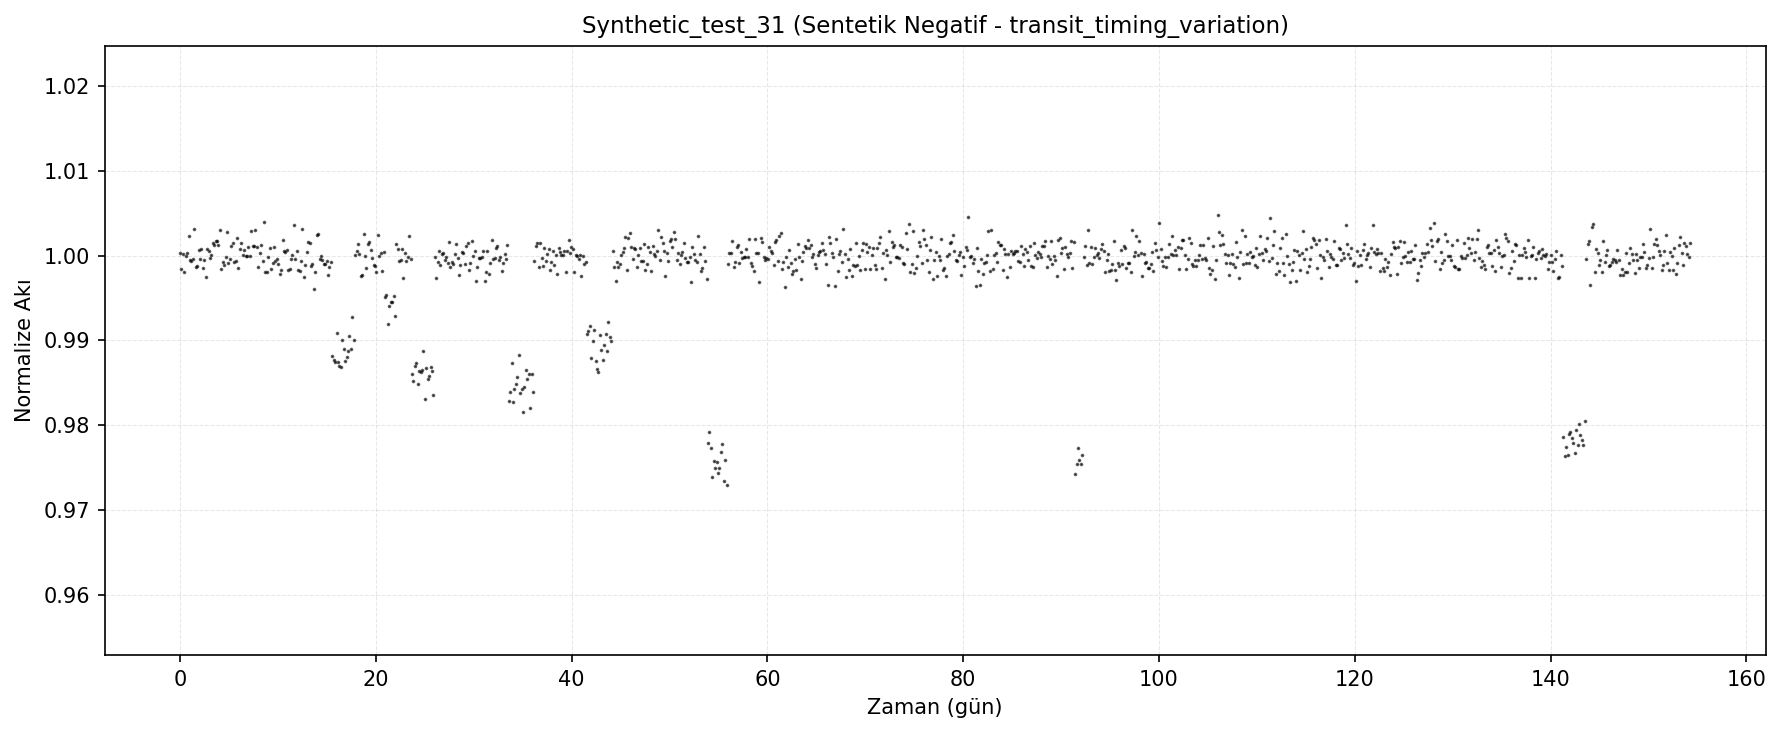 Synthetic_test_31 (Sentetik Negatif - transit_timing_variation)
1.02
1.01
1.00
0.99
0.98
0.97
0.96
Normalize Akı
0 20 40 60 80 100 120 140 160
Zaman (gün)